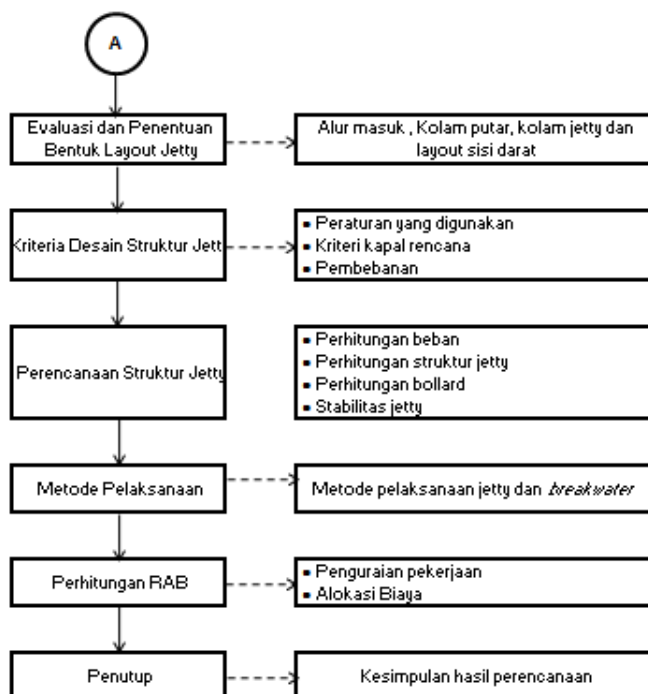 A
Evaluasi dan Penentuan
Bentuk Layout Jetty
Alur masuk , Kolam putar, kolam jetty dan
layout sisi darat
Kriteria Desain Struktur Jett
• Peraturan yang digunakan
• Kriteri kapal rencana
• Pembebanan
Perencanaan Struktur Jetty
• Perhitungan beban
• Perhitungan struktur jetty
• Perhitungan bollard
• Stabilitas jetty
Metode Pelaksanaan
Metode pelaksanaan jetty dan breakwater
Perhitungan RAB
• Penguraian pekerjaan
• Alokasi Biaya
Penutup
Kesimpulan hasil perencanaan